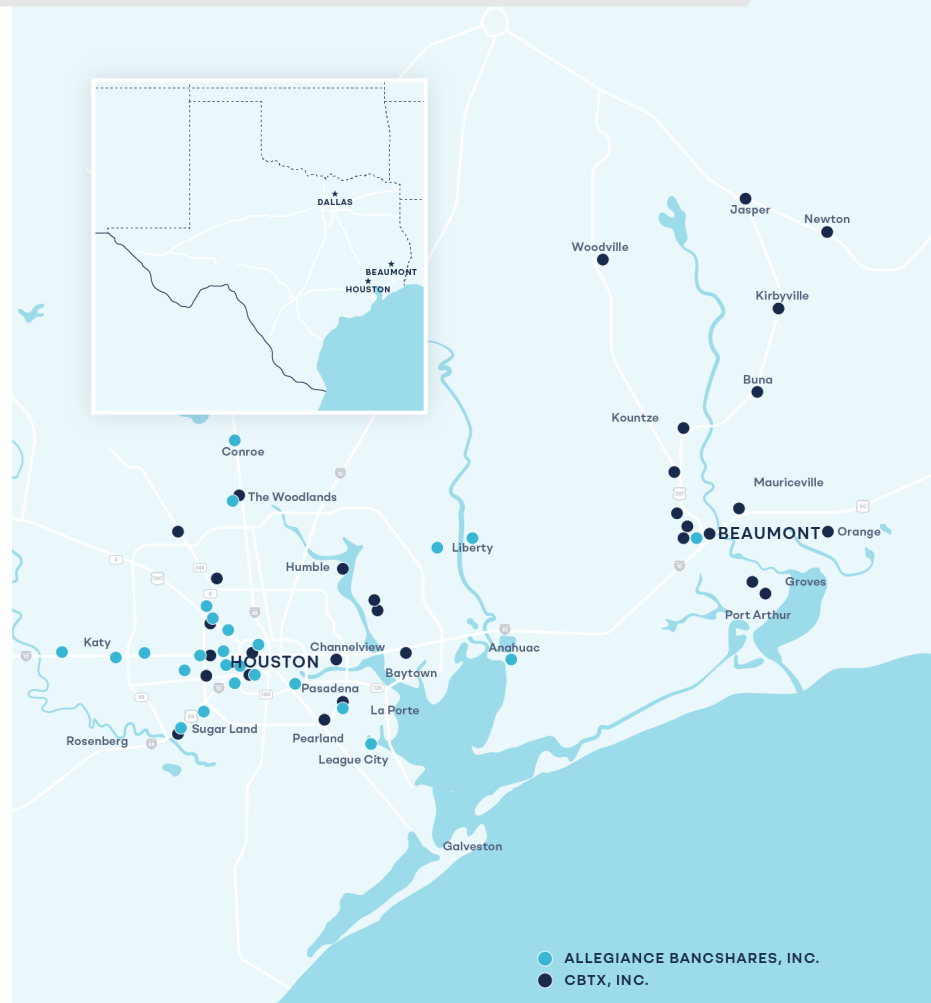 DALLAS
BEAUMONT
HOUSTON
Jasper
Newton
Woodville
Kirbyville
Buna
Kountze
Conroe
Mauriceville
The Woodlands
BEAUMONT
Orange
Liberty
Humble
Groves
Port Arthur
Katy
Channelview
Anahuac
HOUSTON
Baytown
Pasadena
La Porte
Sugar Land
Rosenberg
Pearland
League City
Galveston
ALLEGIANCE BANCSHARES, INC.
CBTX, INC.